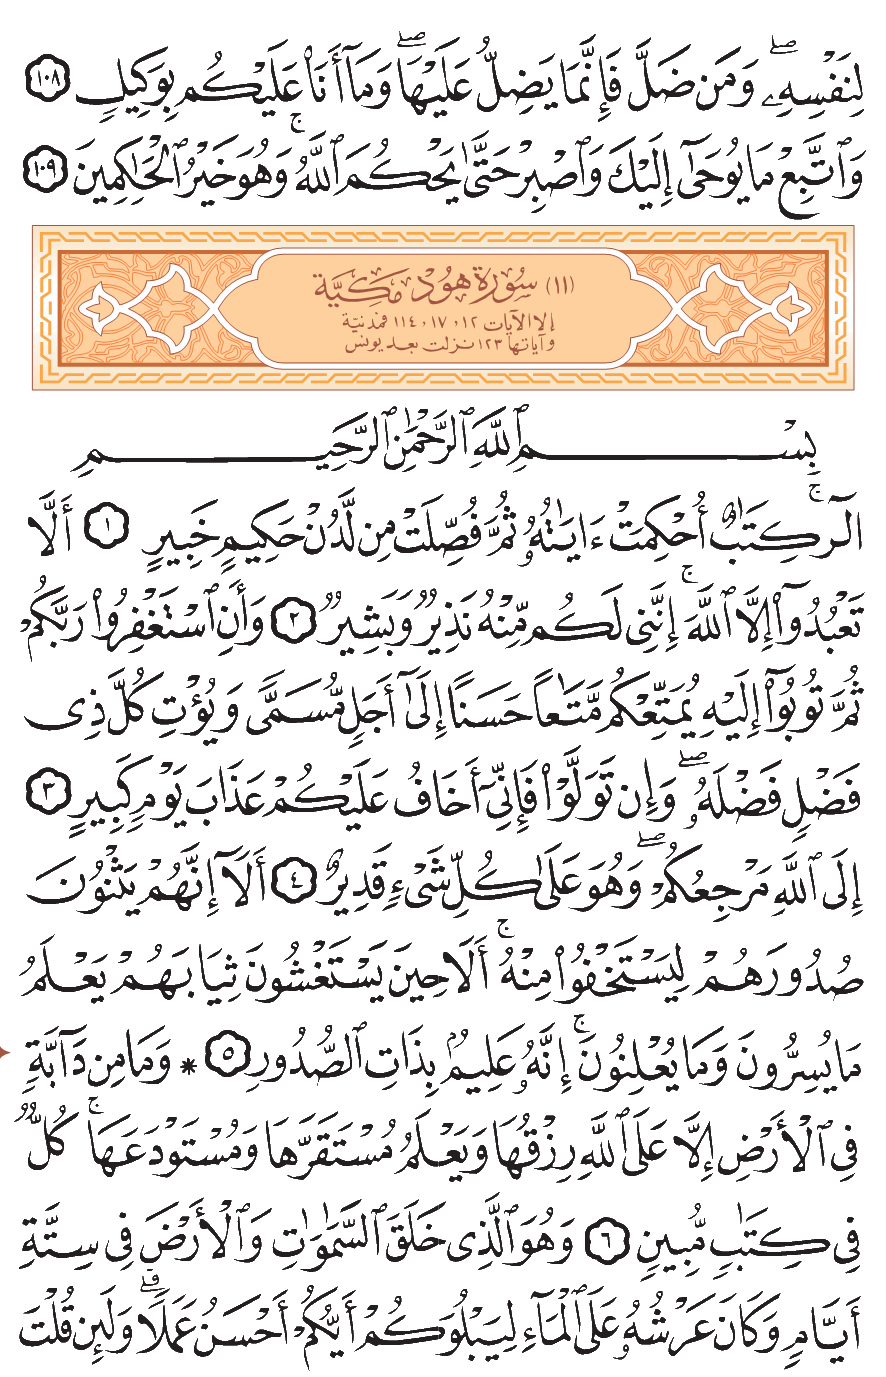 لِنَفْسِهِۦۖ وَمَن ضَلَّ فَإِنَّمَا يَضِلُّ عَلَيْهَاۖ وَمَآ أَنَا۠ عَلَيْكُم بِوَكِيلٍ ١٠٨
وَٱتَّبِعْ مَا يُوحَىٰٓ إِلَيْكَ وَٱصْبِرْ حَتَّىٰ يَحْكُمَ ٱللَّهُۚ وَهُوَ خَيْرُ ٱلْحَٰكِمِينَ ١٠٩
(١١) سُورَةُ هُودٍ مَكِّيَّة
إلا الآيات ١٢، ١٧، ١١٤ فمدنية
وآياتها ١٢٣ نزلت بعد يونس
بِسْمِ ٱللَّهِ ٱلرَّحْمَٰنِ ٱلرَّحِيمِ
الٓرۚ كِتَٰبٌ أُحْكِمَتْ ءَايَٰتُهُۥ ثُمَّ فُصِّلَتْ مِن لَّدُنْ حَكِيمٍ خَبِيرٍ ١ أَلَّا
تَعْبُدُوٓا۟ إِلَّا ٱللَّهَۚ إِنَّنِى لَكُم مِّنْهُ نَذِيرٌ وَبَشِيرٌ ٢ وَأَنِ ٱسْتَغْفِرُوا۟ رَبَّكُمْ
ثُمَّ تُوبُوٓا۟ إِلَيْهِ يُمَتِّعْكُم مَّتَٰعًا حَسَنًا إِلَىٰٓ أَجَلٍ مُّسَمًّى وَيُؤْتِ كُلَّ ذِى
فَضْلٍ فَضْلَهُۥۖ وَإِن تَوَلَّوْا۟ فَإِنِّىٓ أَخَافُ عَلَيْكُمْ عَذَابَ يَوْمٍ كَبِيرٍ ٣
إِلَى ٱللَّهِ مَرْجِعُكُمْۖ وَهُوَ عَلَىٰ كُلِّ شَىْءٍ قَدِيرٌ ٤ أَلَآ إِنَّهُمْ يَثْنُونَ
صُدُورَهُمْ لِيَسْتَخْفُوا۟ مِنْهُۚ أَلَا حِينَ يَسْتَغْشُونَ ثِيَابَهُمْ يَعْلَمُ
مَا يُسِرُّونَ وَمَا يُعْلِنُونَۚ إِنَّهُۥ عَلِيمٌۢ بِذَاتِ ٱلصُّدُورِ ٥ * وَمَا مِن دَآبَّةٍ
فِى ٱلْأَرْضِ إِلَّا عَلَى ٱللَّهِ رِزْقُهَا وَيَعْلَمُ مُسْتَقَرَّهَا وَمُسْتَوْدَعَهَاۚ كُلٌّ
فِى كِتَٰبٍ مُّبِينٍ ٦ وَهُوَ ٱلَّذِى خَلَقَ ٱلسَّمَٰوَٰتِ وَٱلْأَرْضَ فِى سِتَّةِ
أَيَّامٍ وَكَانَ عَرْشُهُۥ عَلَى ٱلْمَآءِ لِيَبْلُوَكُمْ أَيُّكُمْ أَحْسَنُ عَمَلًاۗ وَلَئِن قُلْتَ